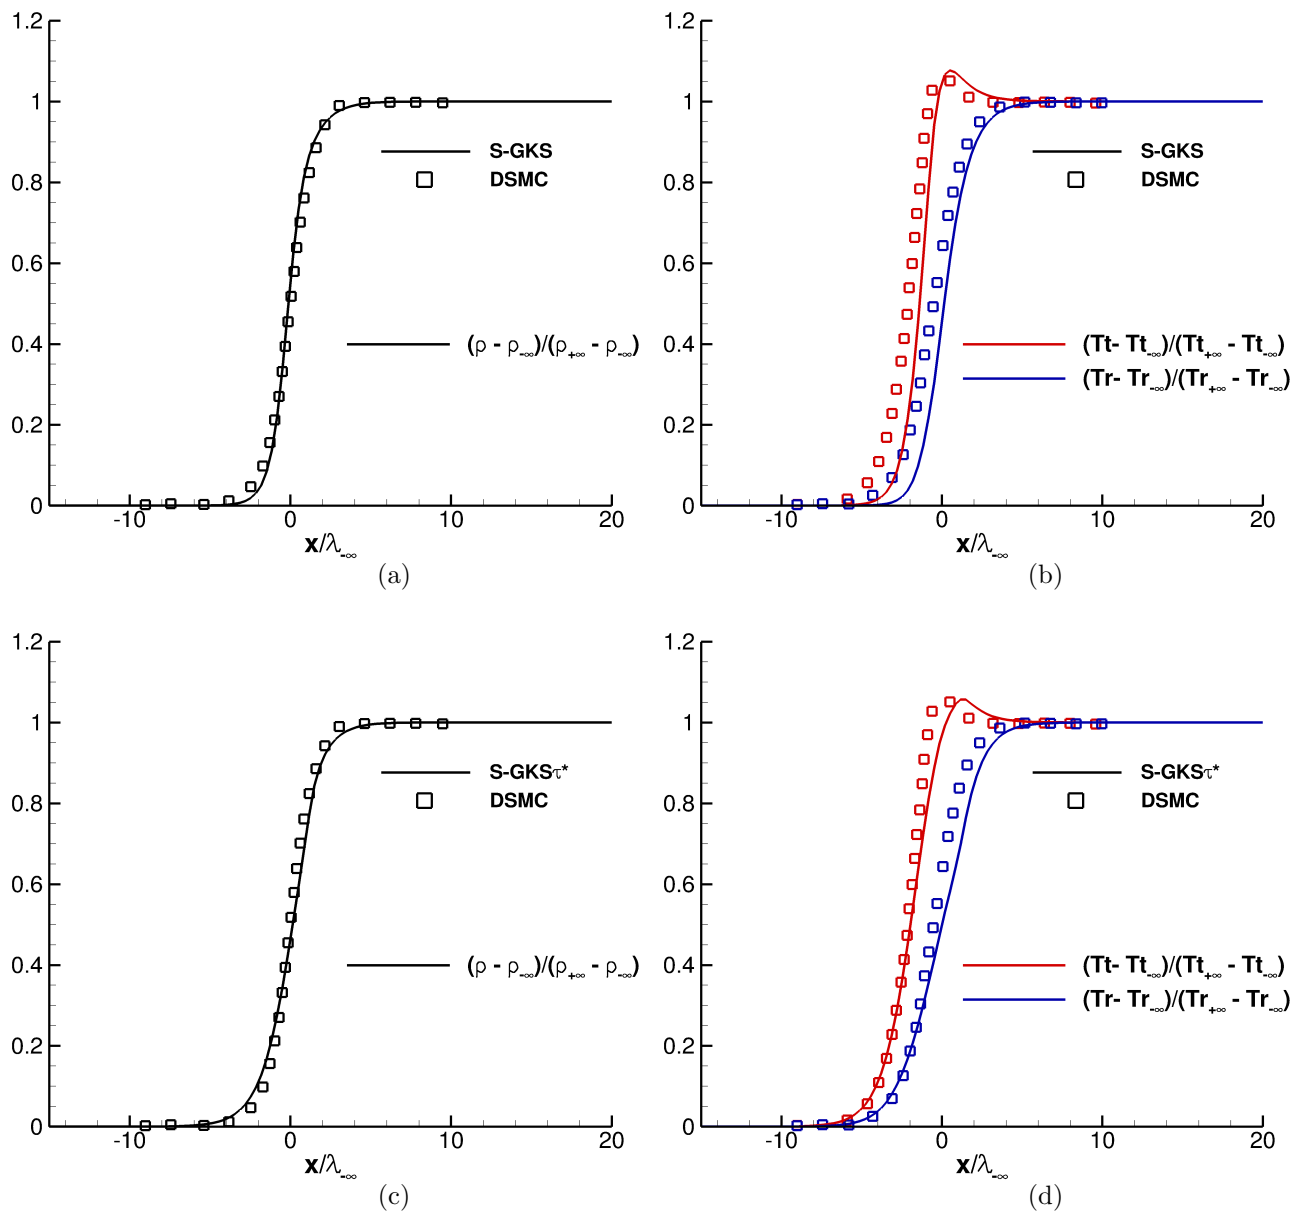 1.2
1
0.8
0.6
0.4
0.2
0
-10 0 10 20
x/λ-∞
S-GKS
DSMC
(ρ - ρ-∞)/(ρ+∞ - ρ-∞)
(a)
1.2
1
0.8
0.6
0.4
0.2
0
-10 0 10 20
x/λ-∞
S-GKS
DSMC
(Tt- Tt-∞)/(Tt+∞ - Tt-∞)
(Tr- Tr-∞)/(Tr+∞ - Tr-∞)
(b)
1.2
1
0.8
0.6
0.4
0.2
0
-10 0 10 20
x/λ-∞
S-GKSτ*
DSMC
(ρ - ρ-∞)/(ρ+∞ - ρ-∞)
(c)
1.2
1
0.8
0.6
0.4
0.2
0
-10 0 10 20
x/λ-∞
S-GKSτ*
DSMC
(Tt- Tt-∞)/(Tt+∞ - Tt-∞)
(Tr- Tr-∞)/(Tr+∞ - Tr-∞)
(d)